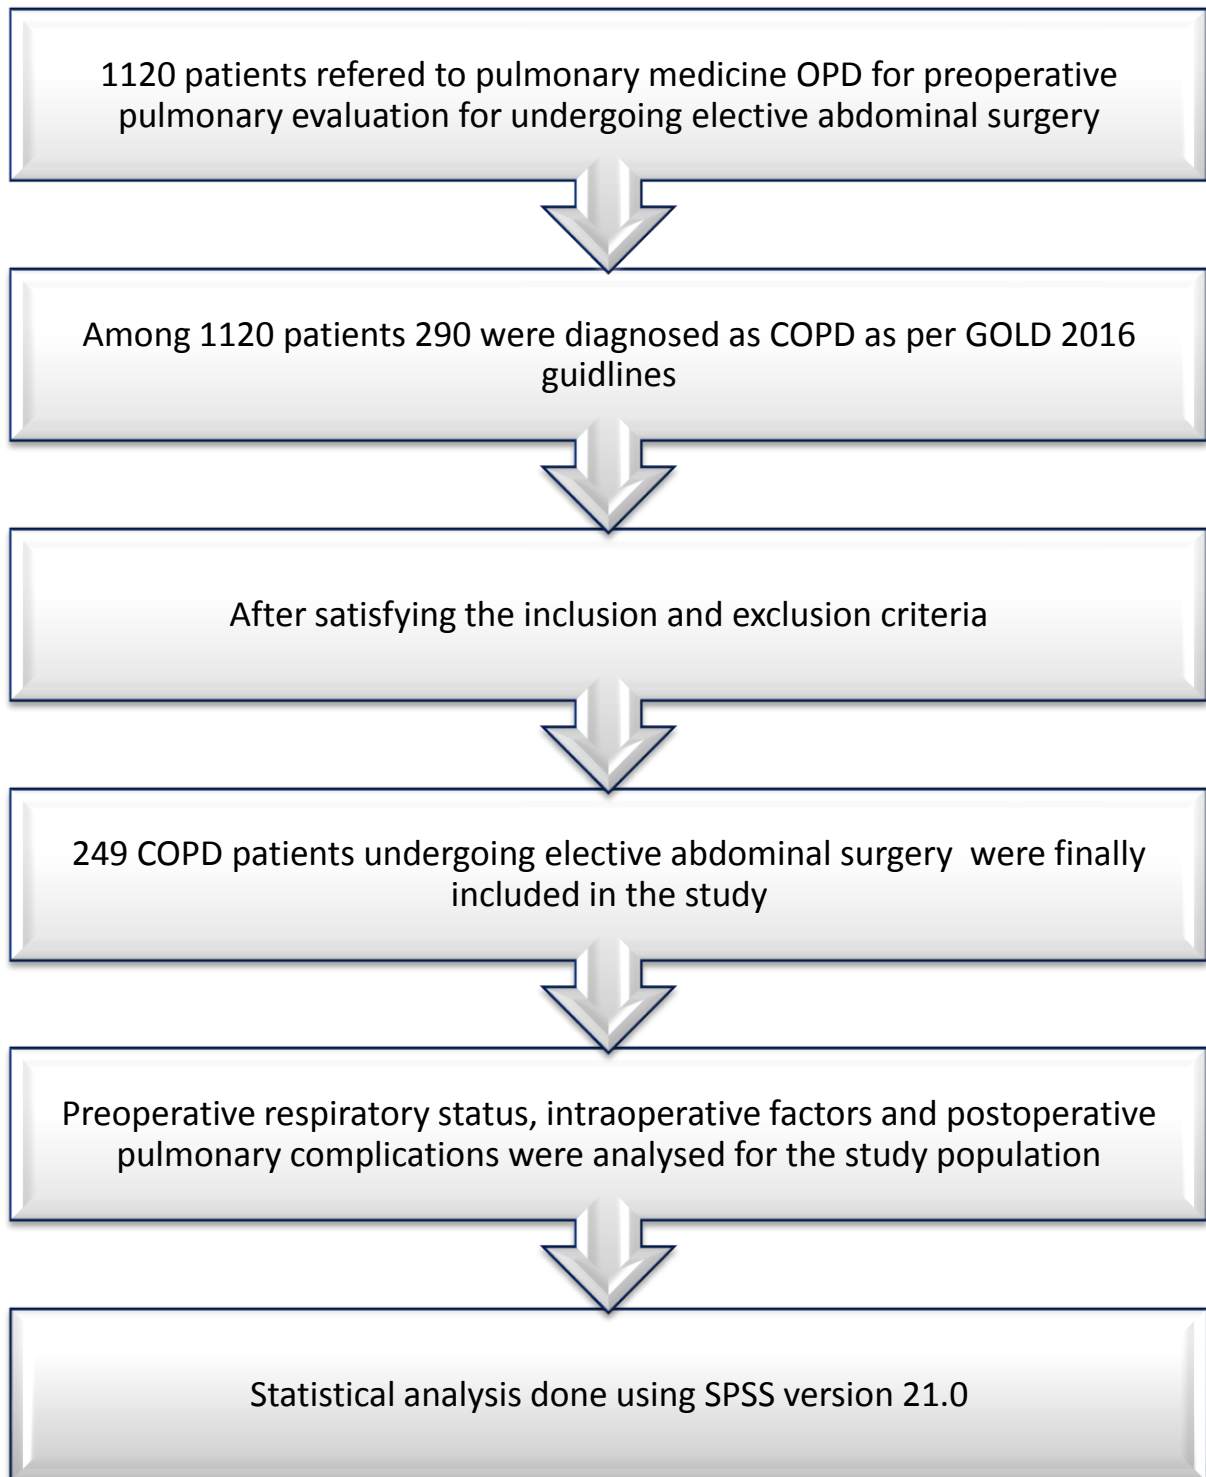 1120 patients refered to pulmonary medicine OPD for preoperative
pulmonary evaluation for undergoing elective abdominal surgery
Among 1120 patients 290 were diagnosed as COPD as per GOLD 2016
guidlines
After satisfying the inclusion and exclusion criteria
249 COPD patients undergoing elective abdominal surgery were finally
included in the study
Preoperative respiratory status, intraoperative factors and postoperative
pulmonary complications were analysed for the study population
Statistical analysis done using SPSS version 21.0